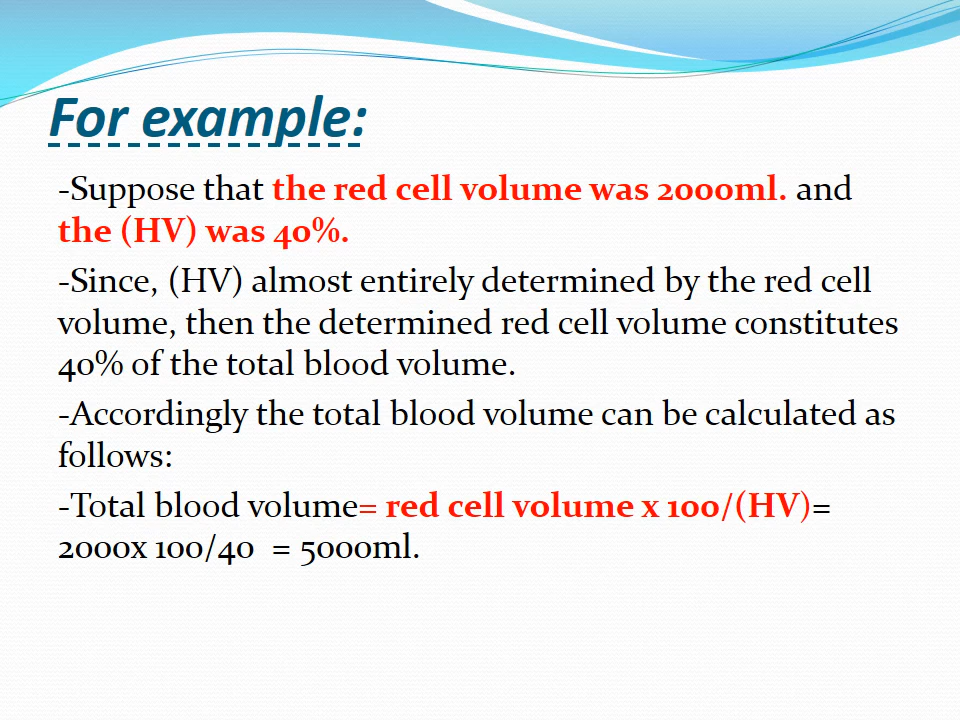 For example:
-Suppose that the red cell volume was 2000ml. and
the (HV) was 40%.
-Since, (HV) almost entirely determined by the red cell
volume, then the determined red cell volume constitutes
40% of the total blood volume.
-Accordingly the total blood volume can be calculated as
follows:
-Total blood volume= red cell volume x 100/(HV)=
2000x 100/40  = 5000ml.